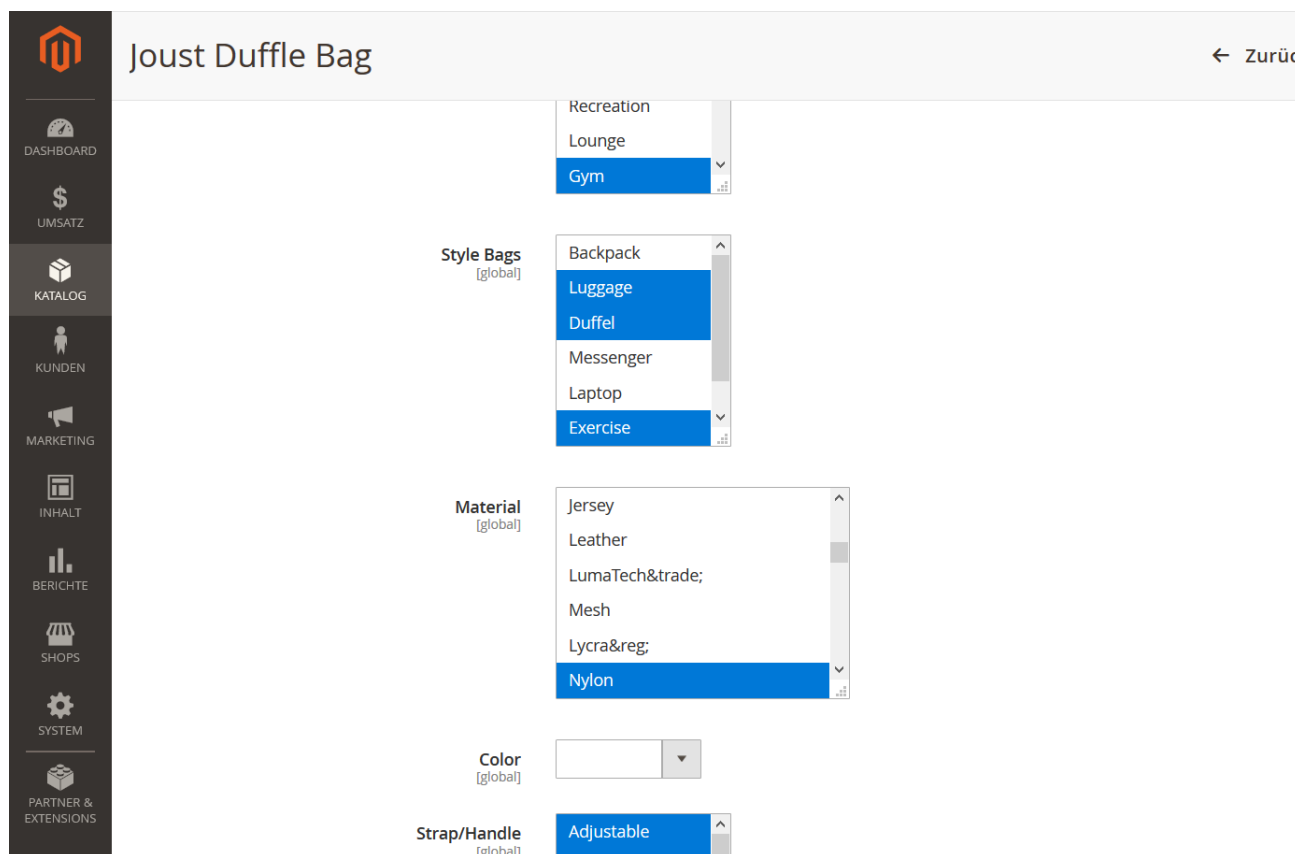 Joust Duffle Bag
← Zurüc
DASHBOARD
UMSATZ
KATALOG
KUNDEN
MARKETING
INHALT
BERICHTE
SHOPS
SYSTEM
PARTNER &
EXTENSIONS
Recreation
Lounge
Gym
Style Bags
[global]
Backpack
Luggage
Duffel
Messenger
Laptop
Exercise
Material
[global]
Jersey
Leather
LumaTech&trade;
Mesh
Lycra&reg;
Nylon
Color
[global]
Strap/Handle
[global]
Adjustable